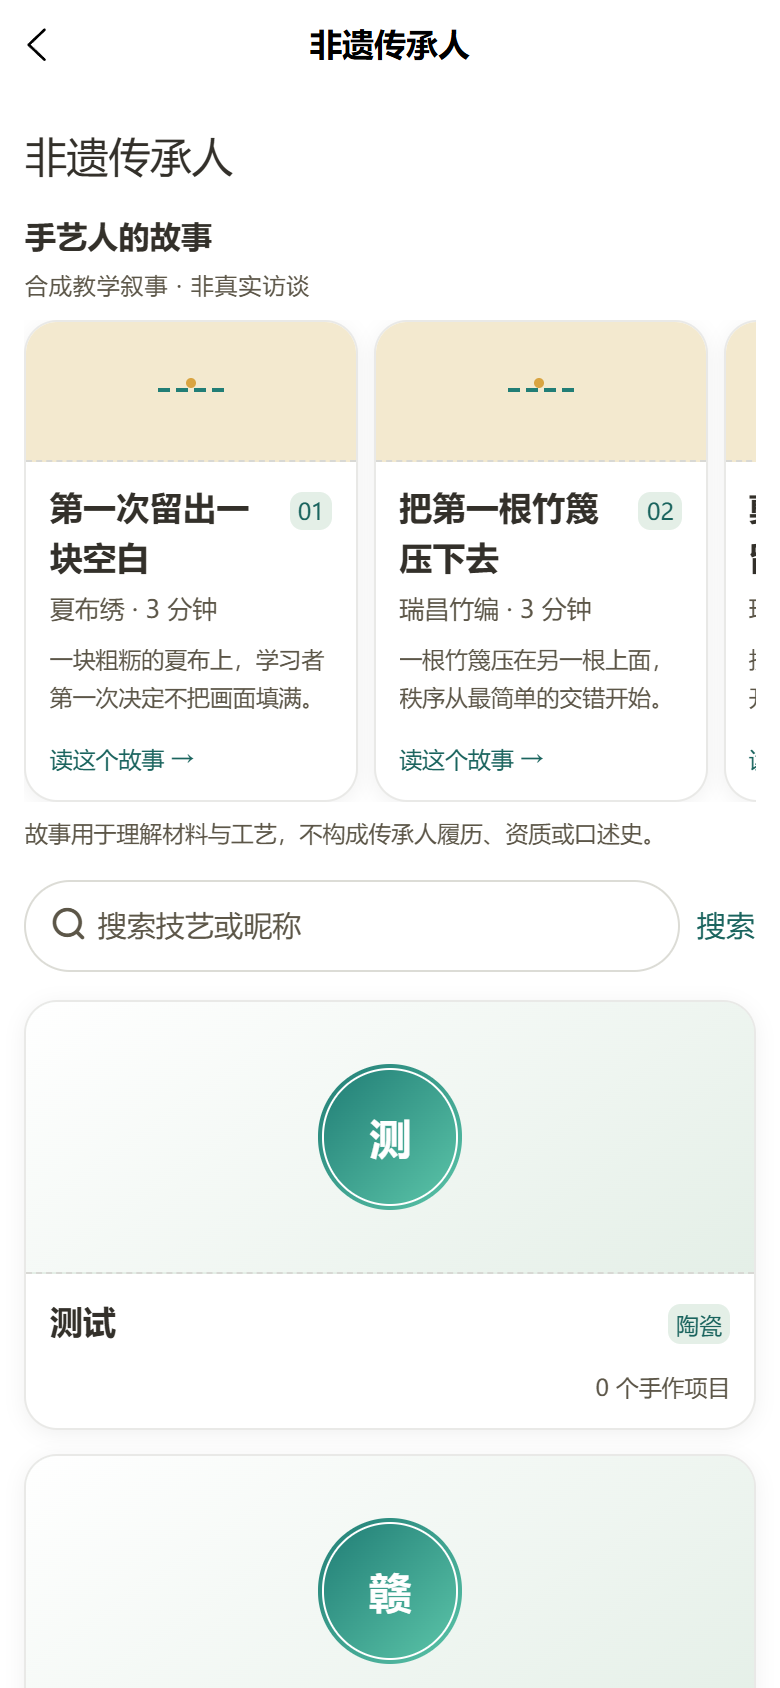 非遗传承人
非遗传承人
手艺人的故事
合成教学叙事 · 非真实访谈
第一次留出一
块空白
01
夏布绣 · 3 分钟
一块粗粝的夏布上，学习者
第一次决定不把画面填满。
读这个故事 →
把第一根竹篾
压下去
02
瑞昌竹编 · 3 分钟
一根竹篾压在另一根上面，
秩序从最简单的交错开始。
读这个故事 →
故事用于理解材料与工艺，不构成传承人履历、资质或口述史。
搜索技艺或昵称
搜索
测
测试
陶瓷
0 个手作项目
赣